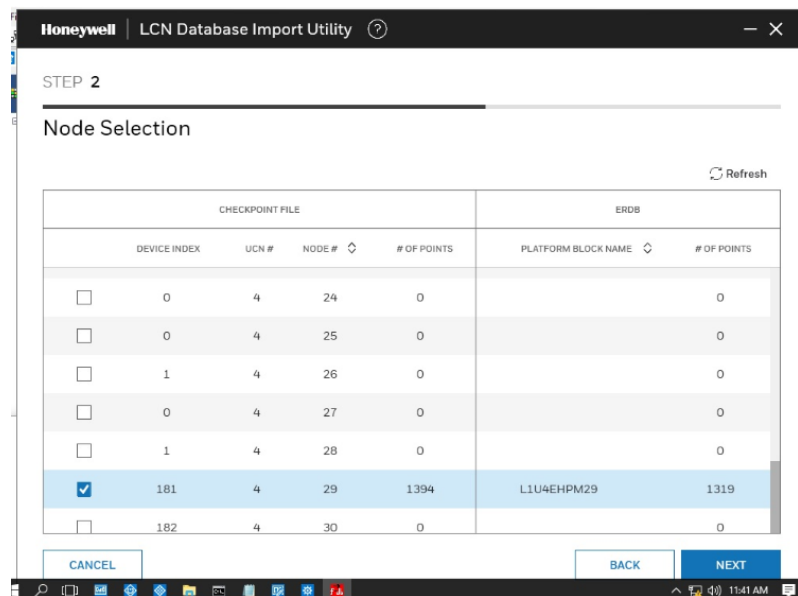 Honeywell LCN Database Import Utility ?
STEP 2
Node Selection
Refresh
CHECKPOINT FILE ERDB
DEVICE INDEX UCN # NODE # # OF POINTS PLATFORM BLOCK NAME # OF POINTS
0 4 24 0 0
0 4 25 0 0
1 4 26 0 0
0 4 27 0 0
1 4 28 0 0
181 4 29 1394 L1U4EHPM29 1319
182 4 30 0 0
CANCEL BACK NEXT
11:41 AM